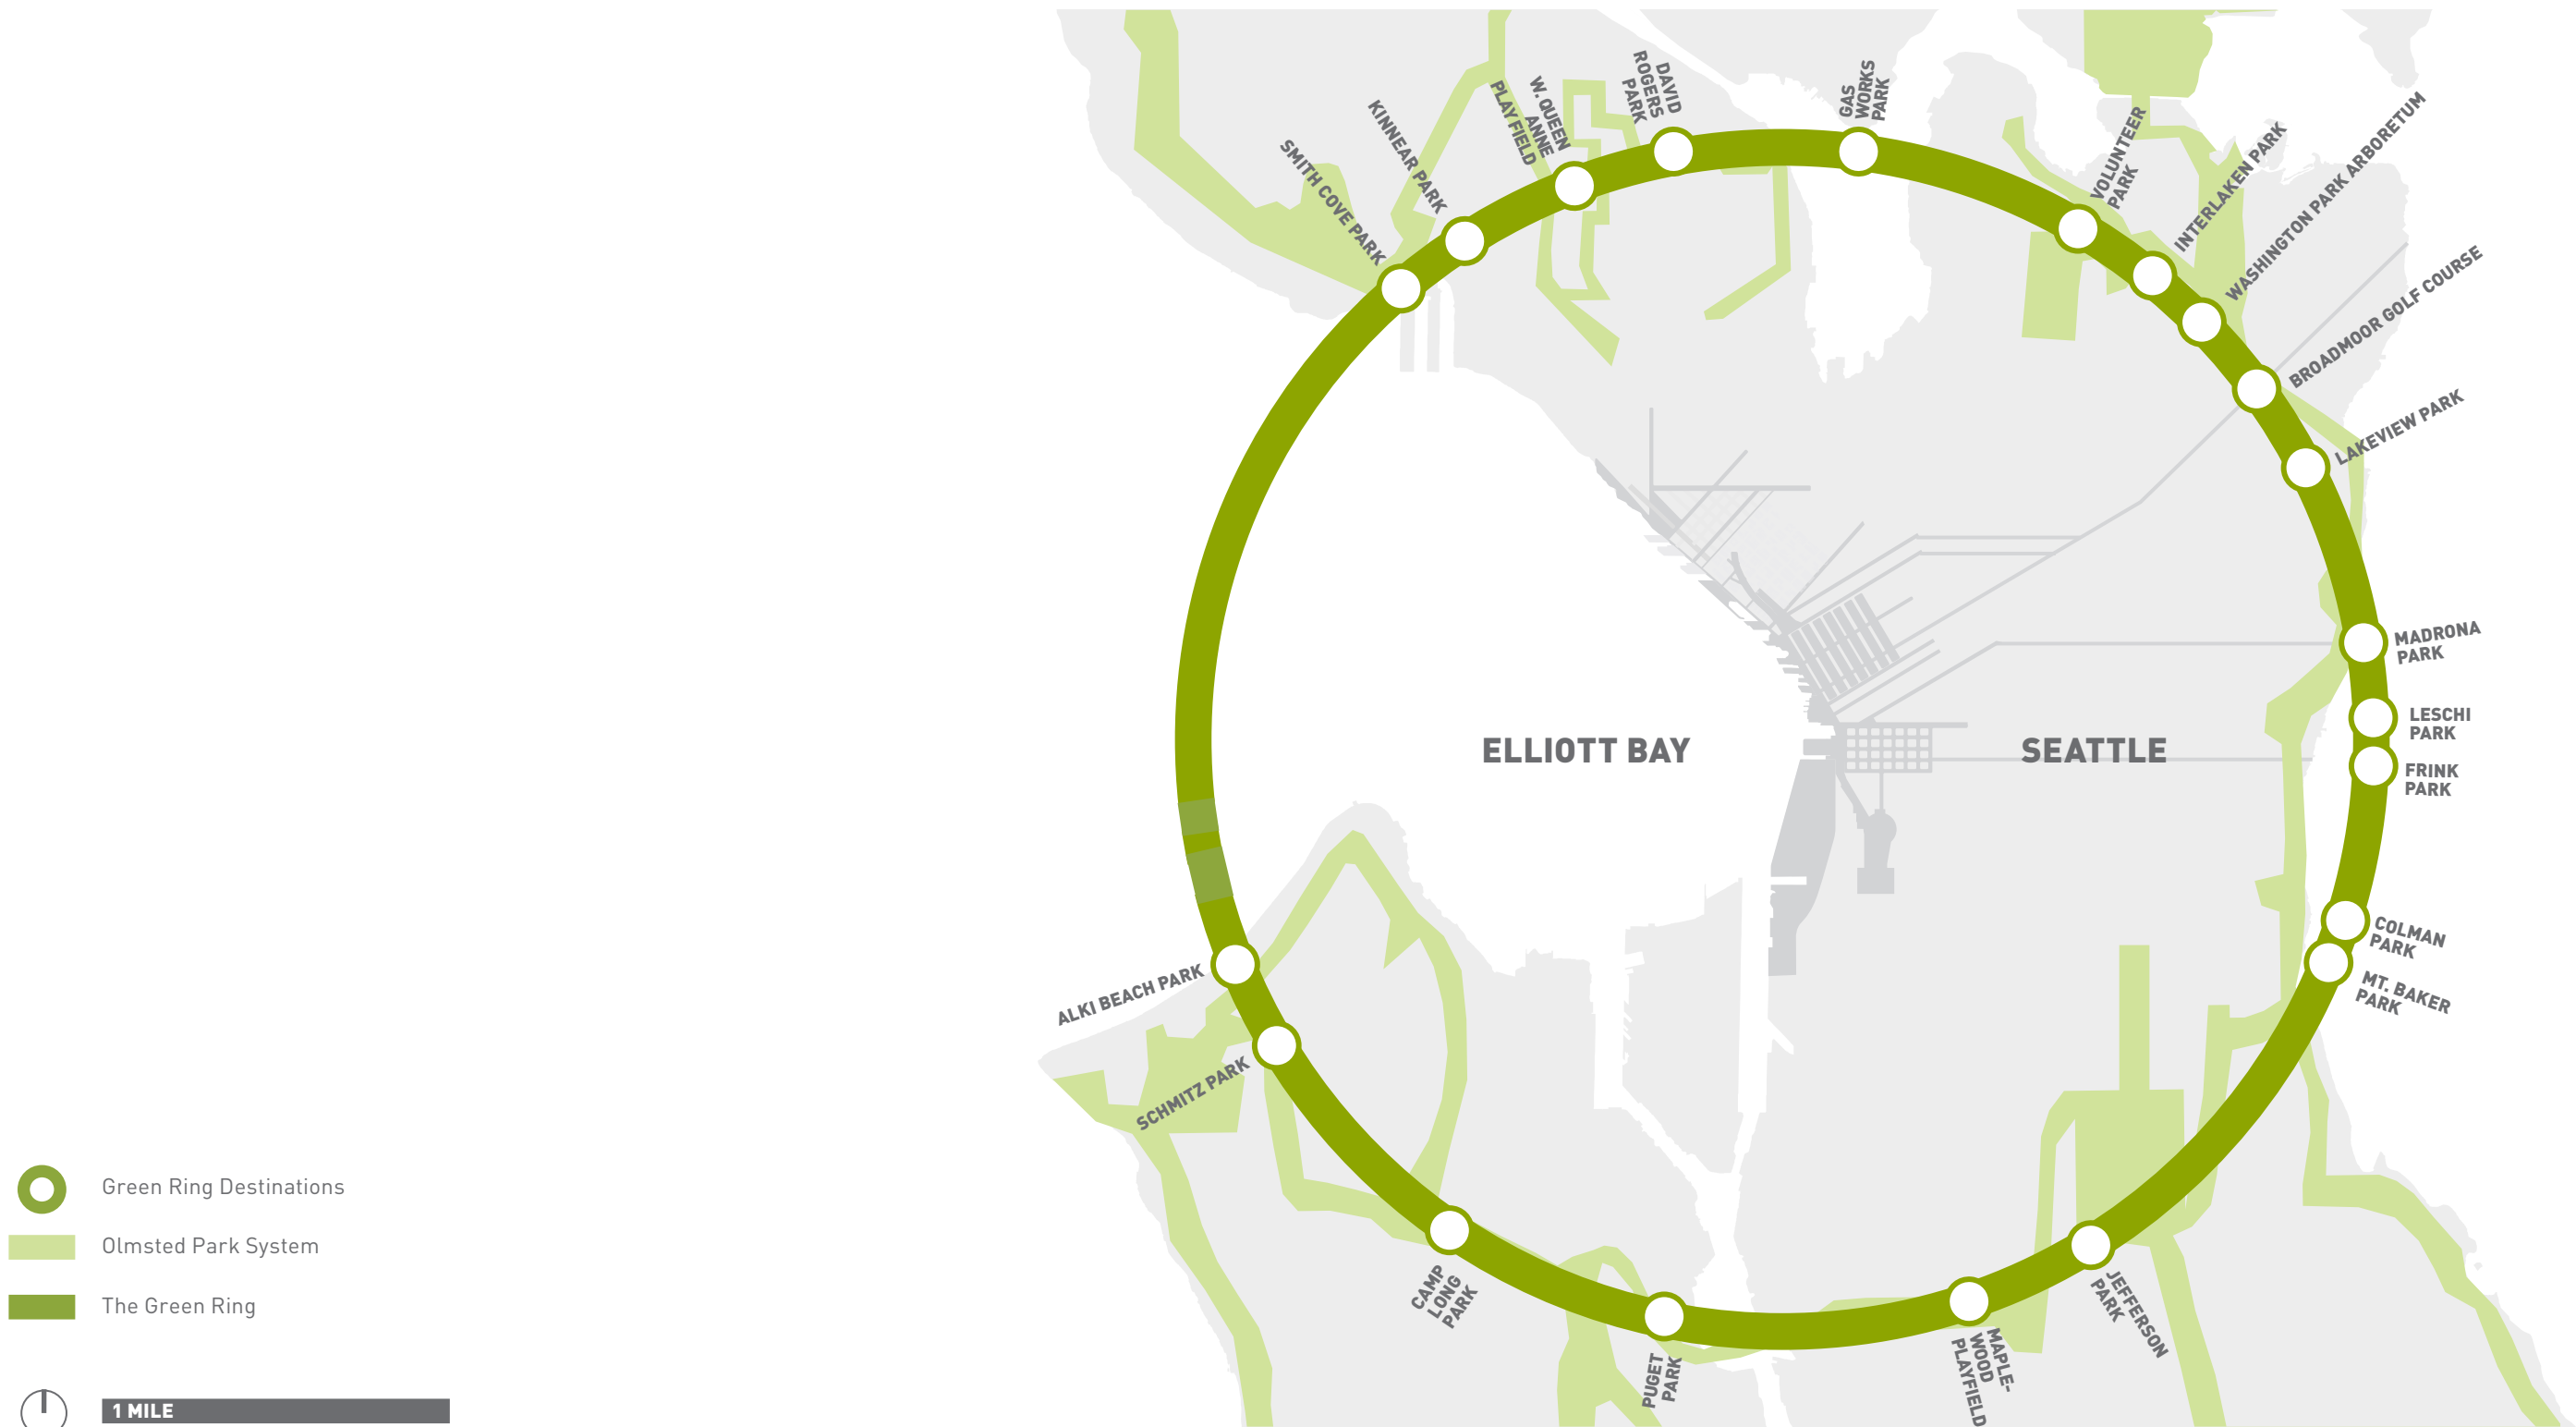 SMITH COVE PARK
KINNEAR PARK
W. QUEEN
ANNE
PLAYFIELD
DAVID
ROGERS
PARK
GAS
WORKS
PARK
VOLUNTEER
PARK
INTERLAKEN PARK
WASHINGTON PARK ARBORETUM
BROADMOOR GOLF COURSE
LAKEVIEW PARK
MADRONA
PARK
LESCHI
PARK
FRINK
PARK
COLMAN
PARK
MT. BAKER
PARK
JEFFERSON
PARK
MAPLE-
WOOD
PLAYFIELD
PUGET
PARK
CAMP
LONG
PARK
SCHMITZ PARK
ALKI BEACH PARK
ELLIOTT BAY
SEATTLE
Green Ring Destinations
Olmsted Park System
The Green Ring
1 MILE